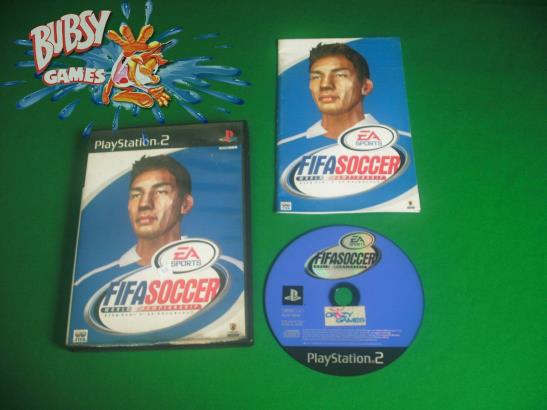 BUBSY
GAMES
PlayStation 2
EA
SPORTS
FIFA SOCCER
WORLD CHAMPIONSHIP
EA
SPORTS
FIFA SOCCER
WORLD CHAMPIONSHIP
EA
SPORTS
FIFA SOCCER
WORLD CHAMPIONSHIP
CRAZY
GAMES
PlayStation 2